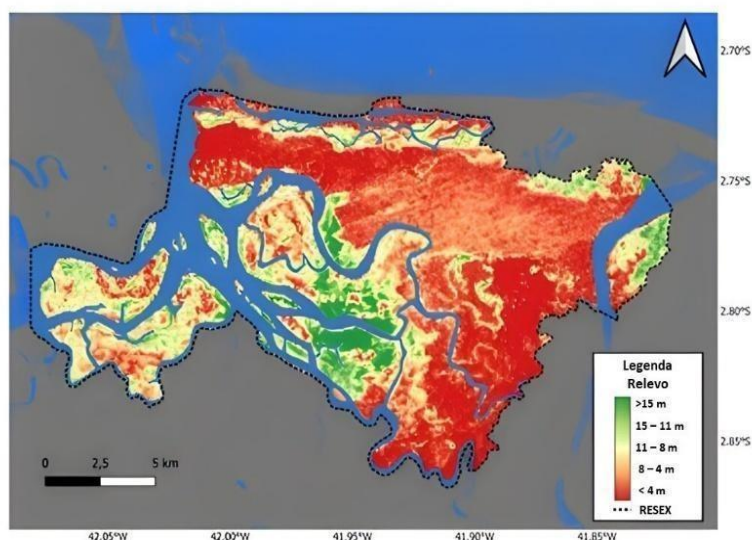 2.70°S
2.75°S
2.80°S
2.85°S
0 2,5 5 km
Legenda
Relevo
>15 m
15 – 11 m
11 – 8 m
8 – 4 m
< 4 m
RESEX
42.05°W 42.00°W 41.95°W 41.90°W 41.85°W